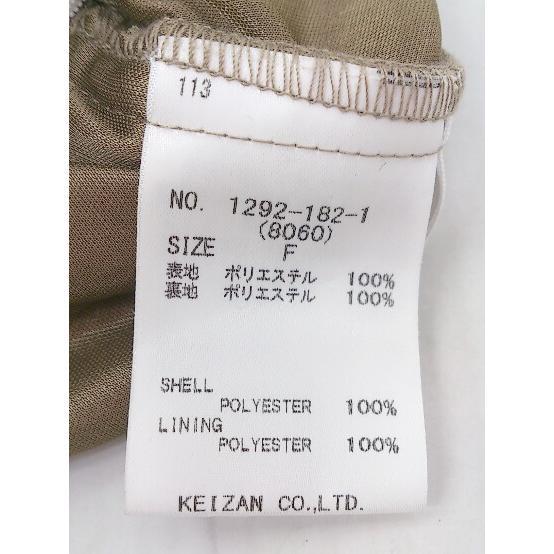 113
NO. 1292-182-1
(8060)
SIZE F
表地 ポリエステル 100%
裏地 ポリエステル 100%
SHELL
POLYESTER 100%
LINING
POLYESTER 100%
KEIZAN CO.,LTD.